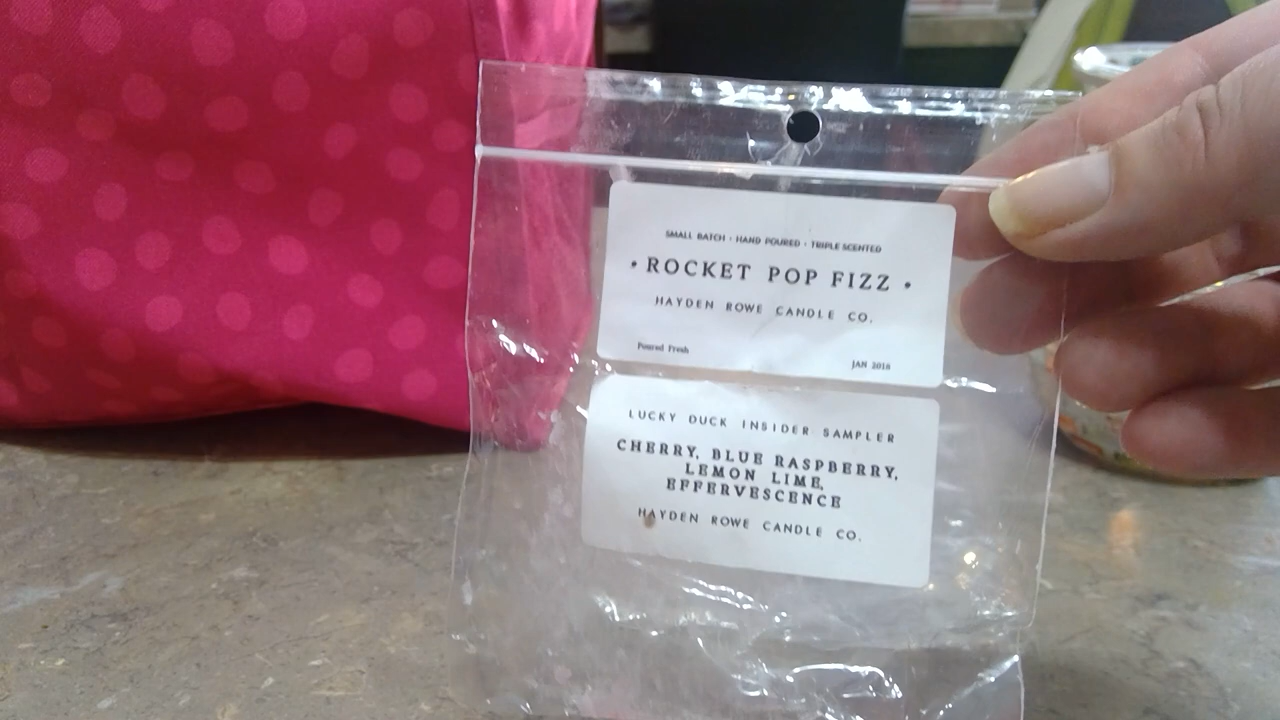 SMALL BATCH · HAND POURED · TRIPLE SCENTED
• ROCKET POP FIZZ •
HAYDEN ROWE CANDLE CO.
Poured Fresh
JAN 2018
LUCKY DUCK INSIDER SAMPLER
CHERRY, BLUE RASPBERRY,
LEMON LIME,
EFFERVESCENCE
HAYDEN ROWE CANDLE CO.